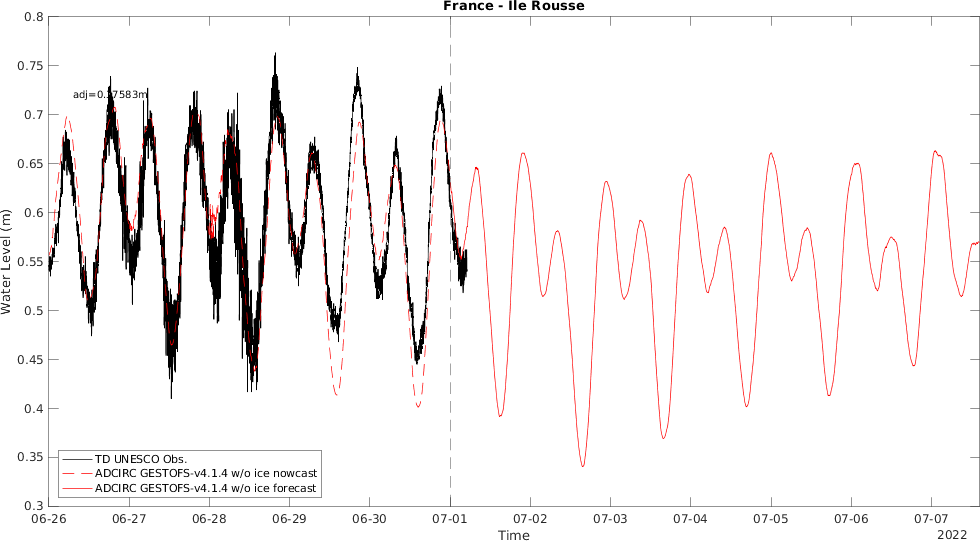 France - Ile Rousse
0.8
0.75
0.7
0.65
0.6
0.55
0.5
0.45
0.4
0.35
0.3
Water Level (m)
adj=0.27583m
TD UNESCO Obs.
ADCIRC GESTOFS-v4.1.4 w/o ice nowcast
ADCIRC GESTOFS-v4.1.4 w/o ice forecast
06-26 06-27 06-28 06-29 06-30 07-01 07-02 07-03 07-04 07-05 07-06 07-07
Time
2022